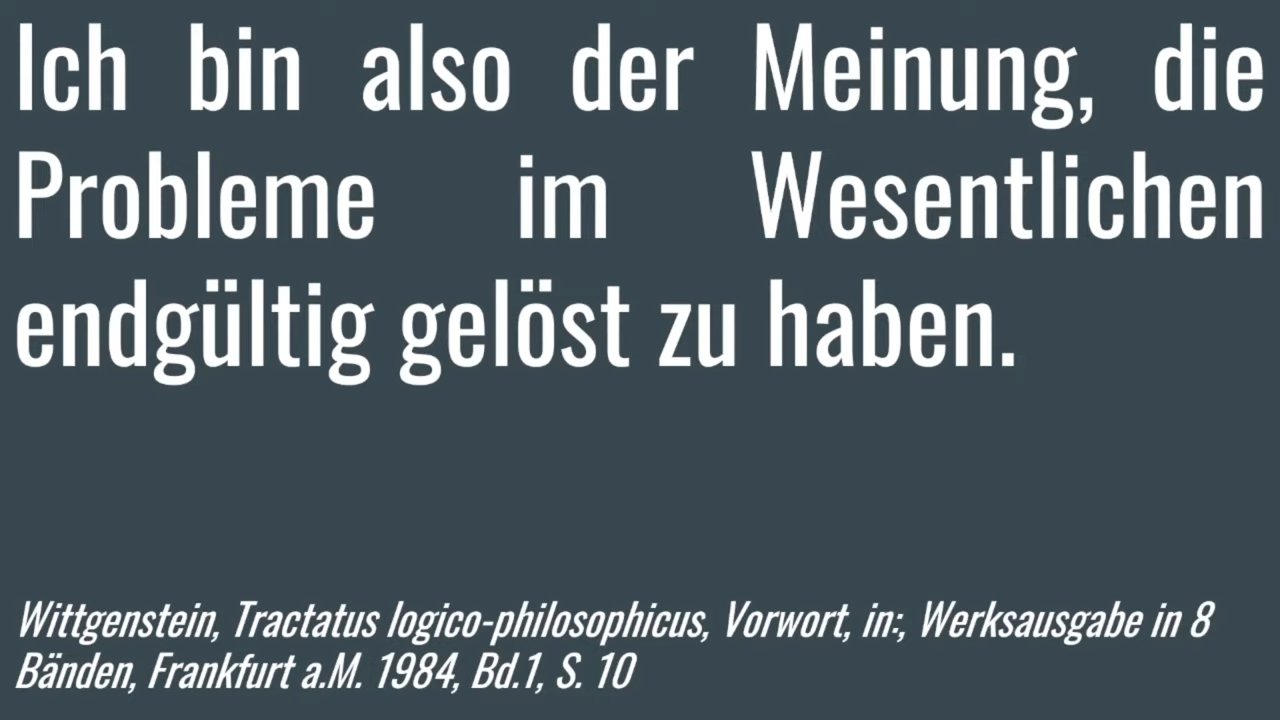 Ich bin also der Meinung, die
Probleme im Wesentlichen
endgültig gelöst zu haben.
Wittgenstein, Tractatus logico-philosophicus, Vorwort, in:, Werksausgabe in 8
Bänden, Frankfurt a.M. 1984, Bd.1, S. 10